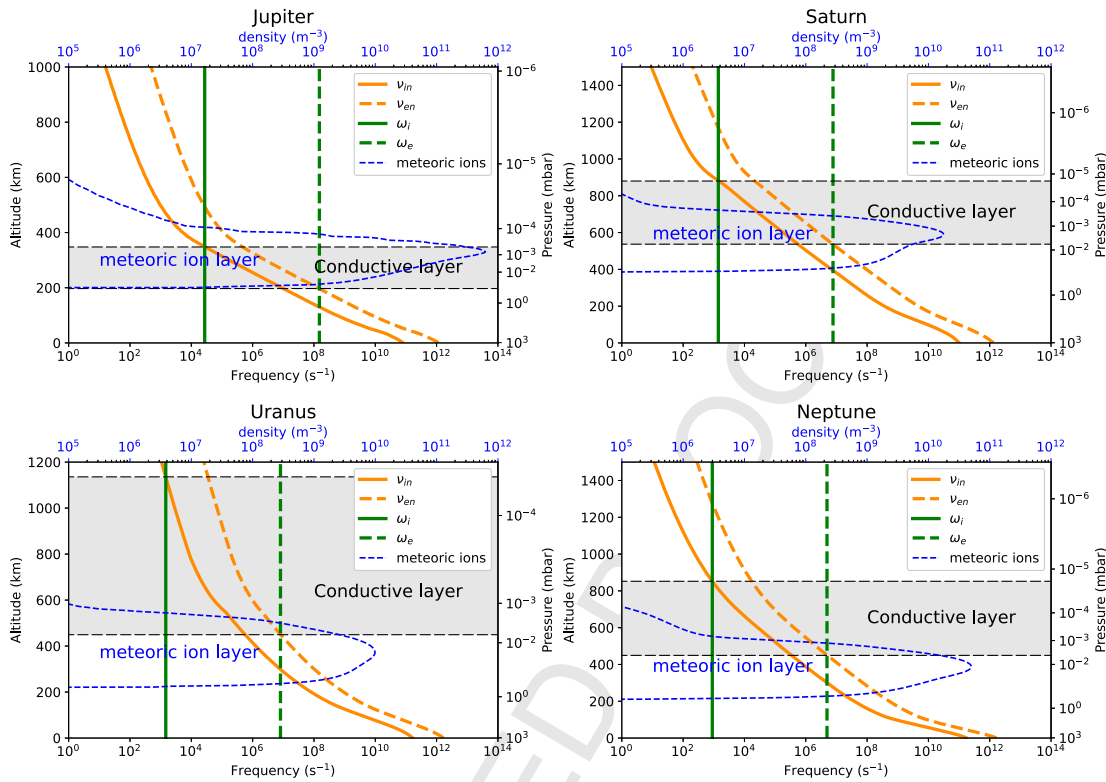 Jupiter
density (m⁻³)
10⁵ 10⁶ 10⁷ 10⁸ 10⁹ 10¹⁰ 10¹¹ 10¹²
Altitude (km)
1000
800
600
400
200
0
10⁻⁶
10⁻⁵
10⁻⁴
10⁻³
10⁻²
10⁰
10³
Pressure (mbar)
ν_in
ν_en
ω_i
ω_e
meteoric ions
meteoric ion layer
Conductive layer
10⁰ 10² 10⁴ 10⁶ 10⁸ 10¹⁰ 10¹² 10¹⁴
Frequency (s⁻¹)
Saturn
density (m⁻³)
10⁵ 10⁶ 10⁷ 10⁸ 10⁹ 10¹⁰ 10¹¹ 10¹²
Altitude (km)
1400
1200
1000
800
600
400
200
0
10⁻⁶
10⁻⁵
10⁻⁴
10⁻³
10⁻²
10⁰
10³
Pressure (mbar)
ν_in
ν_en
ω_i
ω_e
meteoric ions
Conductive layer
meteoric ion layer
10⁰ 10² 10⁴ 10⁶ 10⁸ 10¹⁰ 10¹² 10¹⁴
Frequency (s⁻¹)
Uranus
density (m⁻³)
10⁵ 10⁶ 10⁷ 10⁸ 10⁹ 10¹⁰ 10¹¹ 10¹²
Altitude (km)
1200
1000
800
600
400
200
0
10⁻⁴
10⁻³
10⁻²
10⁰
10³
Pressure (mbar)
ν_in
ν_en
ω_i
ω_e
meteoric ions
Conductive layer
meteoric ion layer
10⁰ 10² 10⁴ 10⁶ 10⁸ 10¹⁰ 10¹² 10¹⁴
Frequency (s⁻¹)
Neptune
density (m⁻³)
10⁵ 10⁶ 10⁷ 10⁸ 10⁹ 10¹⁰ 10¹¹ 10¹²
Altitude (km)
1400
1200
1000
800
600
400
200
0
10⁻⁶
10⁻⁵
10⁻⁴
10⁻³
10⁻²
10⁰
10³
Pressure (mbar)
ν_in
ν_en
ω_i
ω_e
meteoric ions
Conductive layer
meteoric ion layer
10⁰ 10² 10⁴ 10⁶ 10⁸ 10¹⁰ 10¹² 10¹⁴
Frequency (s⁻¹)